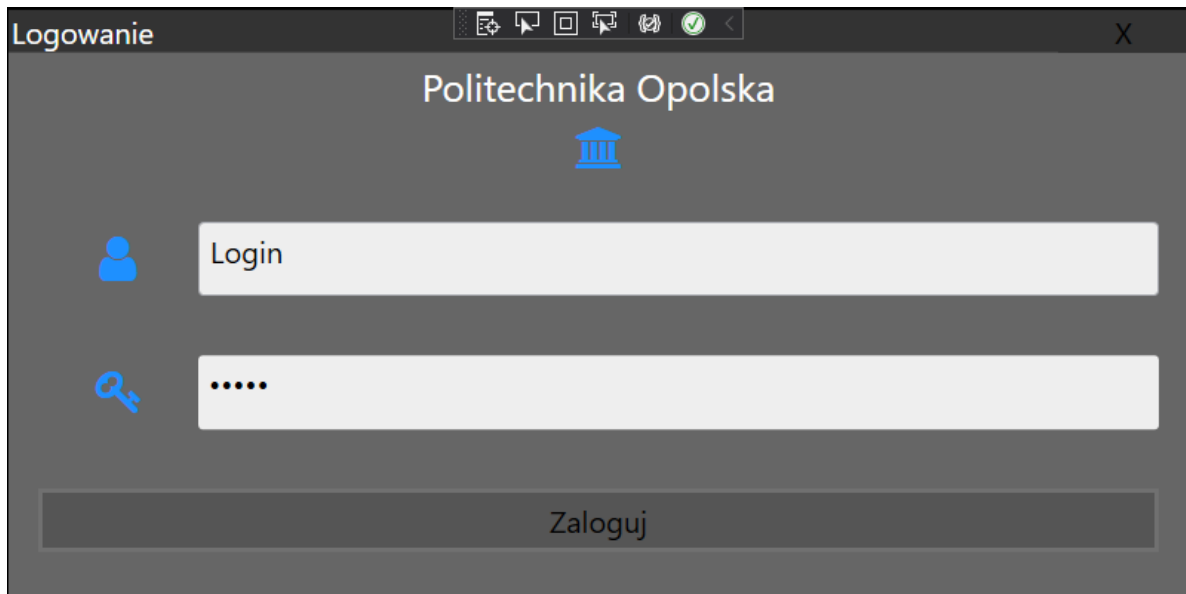 Logowanie
X
Politechnika Opolska
Login
•••••
Zaloguj